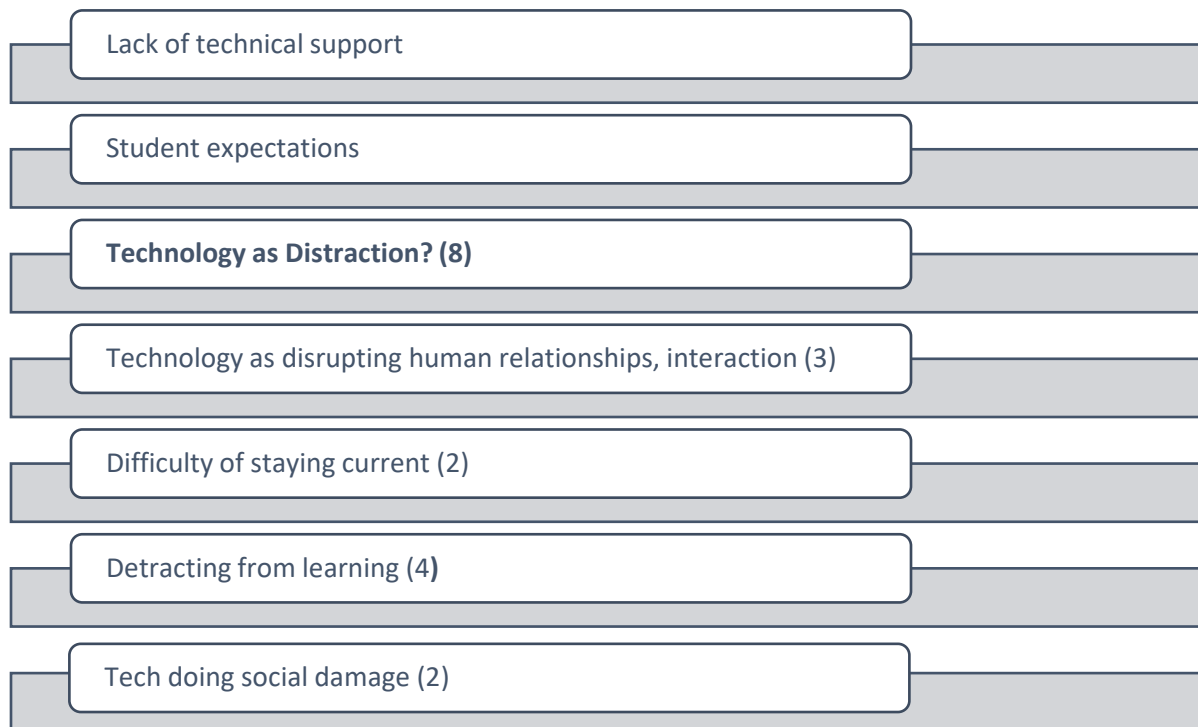 Lack of technical support
Student expectations
Technology as Distraction? (8)
Technology as disrupting human relationships, interaction (3)
Difficulty of staying current (2)
Detracting from learning (4)
Tech doing social damage (2)